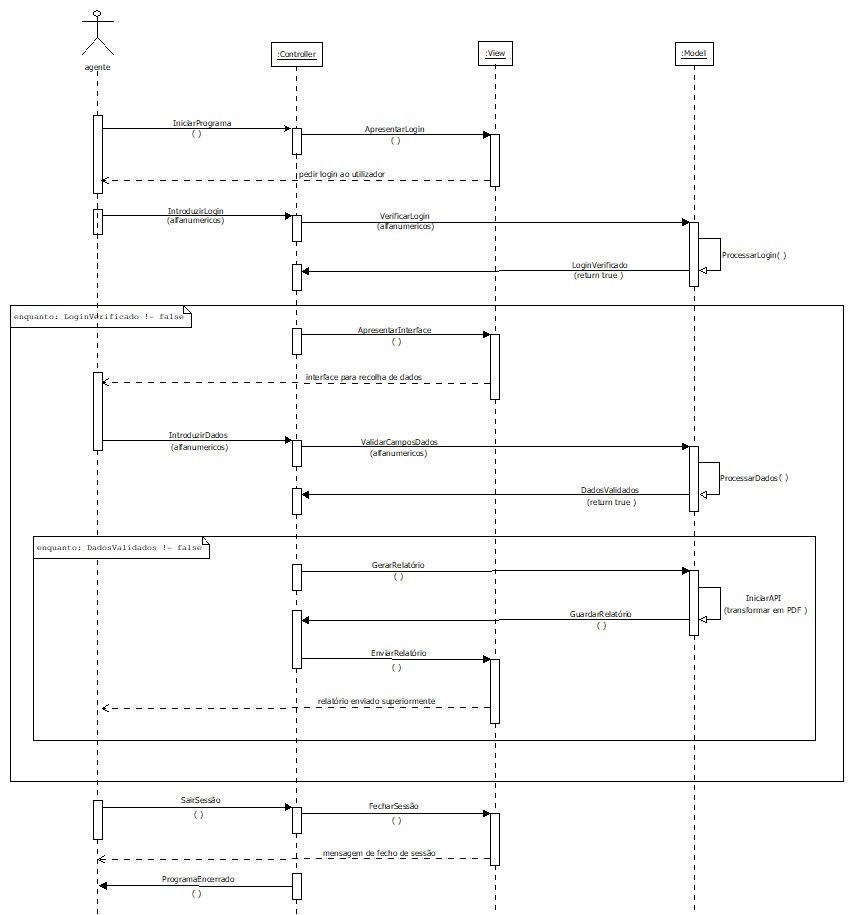 :Controller
:View
:Model
agente
IniciarPrograma
( )
ApresentarLogin
( )
pedir login ao utilizador
IntroduzirLogin
(alfanumericos)
VerificarLogin
(alfanumericos)
ProcessarLogin( )
LoginVerificado
(return true )
enquanto: LoginVerificado != false
ApresentarInterface
( )
interface para recolha de dados
IntroduzirDados
(alfanumericos)
ValidarCamposDados
(alfanumericos)
ProcessarDados( )
DadosValidados
(return true )
enquanto: DadosValidados != false
GerarRelatório
( )
IniciarAPI
(transformar em PDF )
GuardarRelatório
( )
EnviarRelatório
( )
relatório enviado superiormente
SairSessão
( )
FecharSessão
( )
mensagem de fecho de sessão
ProgramaEncerrado
( )